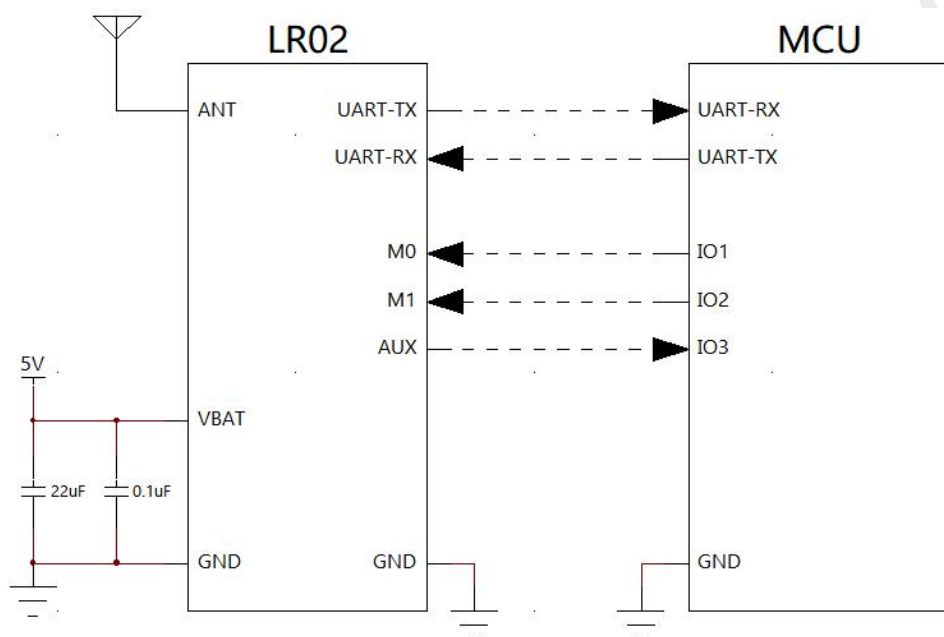 LR02
MCU
ANT
UART-TX
UART-RX
UART-RX
UART-TX
M0
IO1
M1
IO2
AUX
IO3
5V
VBAT
22uF
0.1uF
GND
GND
GND